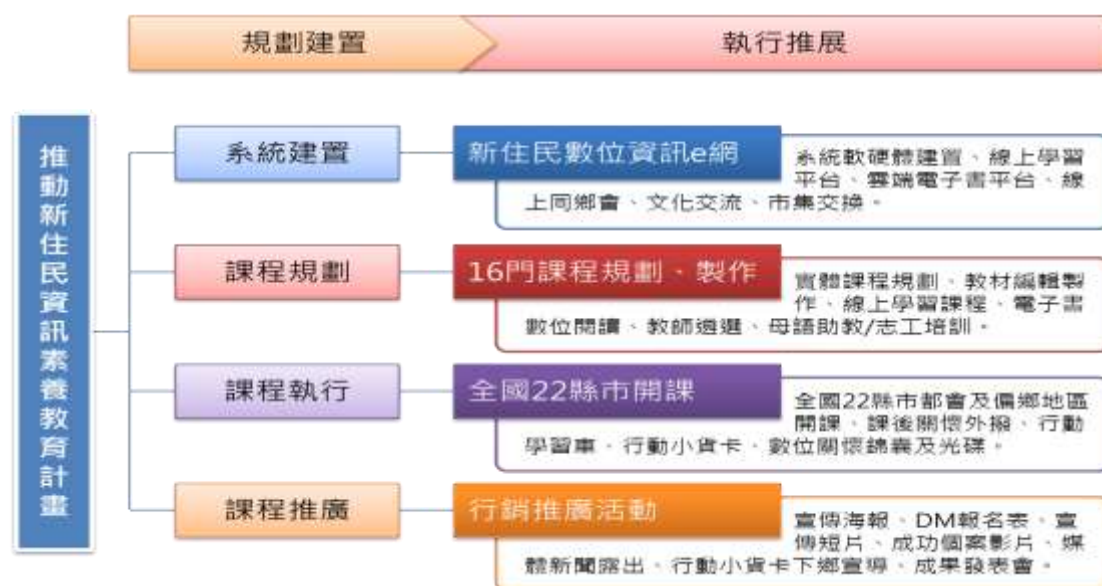 規劃建置
執行推展
推動新住民資訊素養教育計畫
系統建置
新住民數位資訊e網
系統軟硬體建置、線上學習
平台、雲端電子書平台、線
上同鄉會、文化交流、市集交換。
課程規劃
16門課程規劃、製作
實體課程規劃、教材編輯製
作、線上學習課程、電子書
數位閱讀、教師遴選、母語助教/志工培訓。
課程執行
全國22縣市開課
全國22縣市都會及偏鄉地區
開課、課後關懷外撥、行動
學習車、行動小貨卡、數位關懷錦囊及光碟。
課程推廣
行銷推廣活動
宣傳海報、DM報名表、宣
傳短片、成功個案影片、媒
體新聞露出、行動小貨卡下鄉宣導、成果發表會。